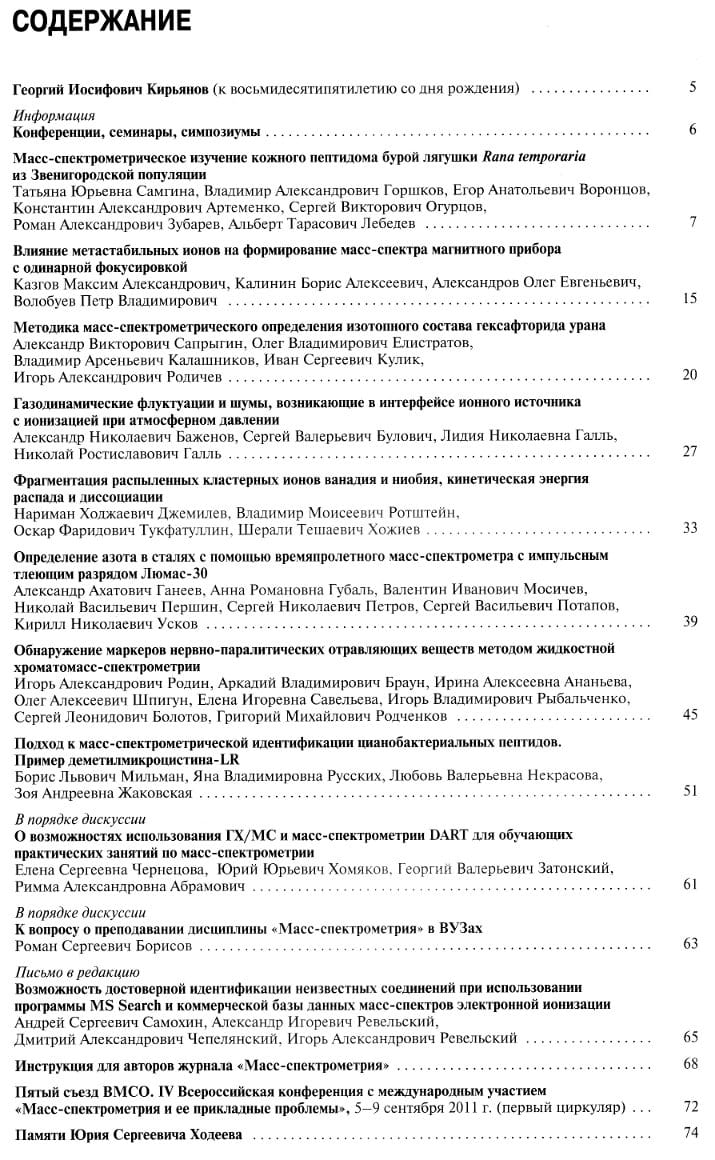 СОДЕРЖАНИЕ
Георгий Иосифович Кирьянов (к восьмидесятипятилетию со дня рождения) ................ 5
Информация
Конференции, семинары, симпозиумы ................ 6
Масс-спектрометрическое изучение кожного пептидома бурой лягушки Rana temporaria
из Звенигородской популяции
Татьяна Юрьевна Самгина, Владимир Александрович Горшков, Егор Анатольевич Воронцов,
Константин Александрович Артеменко, Сергей Викторович Огурцов,
Роман Александрович Зубарев, Альберт Тарасович Лебедев ................ 7
Влияние метастабильных ионов на формирование масс-спектра магнитного прибора
с одинарной фокусировкой
Казгов Максим Александрович, Калинин Борис Алексеевич, Александров Олег Евгеньевич,
Волобуев Петр Владимирович ................ 15
Методика масс-спектрометрического определения изотопного состава гексафторида урана
Александр Викторович Сапрыгин, Олег Владимирович Елистратов,
Владимир Арсеньевич Калашников, Иван Сергеевич Кулик,
Игорь Александрович Родичев ................ 20
Газодинамические флуктуации и шумы, возникающие в интерфейсе ионного источника
с ионизацией при атмосферном давлении
Александр Николаевич Баженов, Сергей Валерьевич Булович, Лидия Николаевна Галль,
Николай Ростиславович Галль ................ 27
Фрагментация распыленных кластерных ионов ванадия и ниобия, кинетическая энергия
распада и диссоциации
Нариман Ходжаевич Джемилев, Владимир Моисеевич Ротштейн,
Оскар Фаридович Тукфатуллин, Шерали Тешаевич Хожиев ................ 33
Определение азота в сталях с помощью времяпролетного масс-спектрометра с импульсным
тлеющим разрядом Люмас-30
Александр Ахатович Ганеев, Анна Романовна Губаль, Валентин Иванович Мосичев,
Николай Васильевич Першин, Сергей Николаевич Петров, Сергей Васильевич Потапов,
Кирилл Николаевич Усков ................ 39
Обнаружение маркеров нервно-паралитических отравляющих веществ методом жидкостной
хроматомасс-спектрометрии
Игорь Александрович Родин, Аркадий Владимирович Браун, Ирина Алексеевна Ананьева,
Олег Алексеевич Шпигун, Елена Игоревна Савельева, Игорь Владимирович Рыбальченко,
Сергей Леонидович Болотов, Григорий Михайлович Родченков ................ 45
Подход к масс-спектрометрической идентификации цианобактериальных пептидов.
Пример деметилмикроцистина-LR
Борис Львович Мильман, Яна Владимировна Русских, Любовь Валерьевна Некрасова,
Зоя Андреевна Жаковская ................ 51
В порядке дискуссии
О возможностях использования ГХ/МС и масс-спектрометрии DART для обучающих
практических занятий по масс-спектрометрии
Елена Сергеевна Чернецова, Юрий Юрьевич Хомяков, Георгий Валерьевич Затонский,
Римма Александровна Абрамович ................ 61
В порядке дискуссии
К вопросу о преподавании дисциплины «Масс-спектрометрия» в ВУЗах
Роман Сергеевич Борисов ................ 63
Письмо в редакцию
Возможность достоверной идентификации неизвестных соединений при использовании
программы MS Search и коммерческой базы данных масс-спектров электронной ионизации
Андрей Сергеевич Самохин, Александр Игоревич Ревельский,
Дмитрий Александрович Чепелянский, Игорь Александрович Ревельский ................ 65
Инструкция для авторов журнала «Масс-спектрометрия» ................ 68
Пятый съезд ВМСО. IV Всероссийская конференция с международным участием
«Масс-спектрометрия и ее прикладные проблемы», 5–9 сентября 2011 г. (первый циркуляр) ... 72
Памяти Юрия Сергеевича Ходеева ................ 74